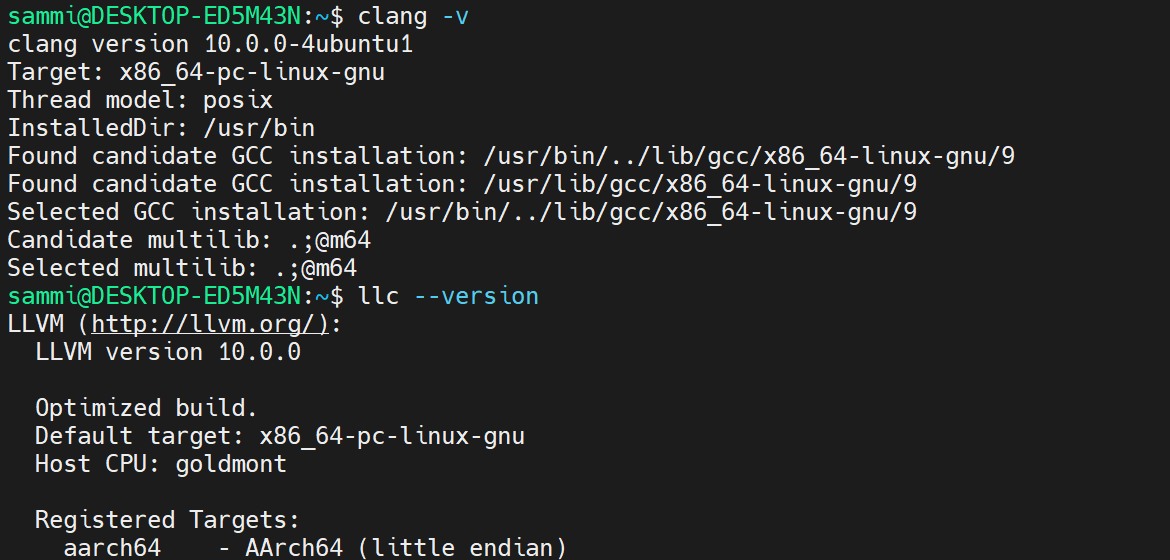 sammi@DESKTOP-ED5M43N:~$ clang -v
clang version 10.0.0-4ubuntu1
Target: x86_64-pc-linux-gnu
Thread model: posix
InstalledDir: /usr/bin
Found candidate GCC installation: /usr/bin/../lib/gcc/x86_64-linux-gnu/9
Found candidate GCC installation: /usr/lib/gcc/x86_64-linux-gnu/9
Selected GCC installation: /usr/bin/../lib/gcc/x86_64-linux-gnu/9
Candidate multilib: .;@m64
Selected multilib: .;@m64
sammi@DESKTOP-ED5M43N:~$ llc --version
LLVM (http://llvm.org/):
  LLVM version 10.0.0

  Optimized build.
  Default target: x86_64-pc-linux-gnu
  Host CPU: goldmont

  Registered Targets:
    aarch64    - AArch64 (little endian)